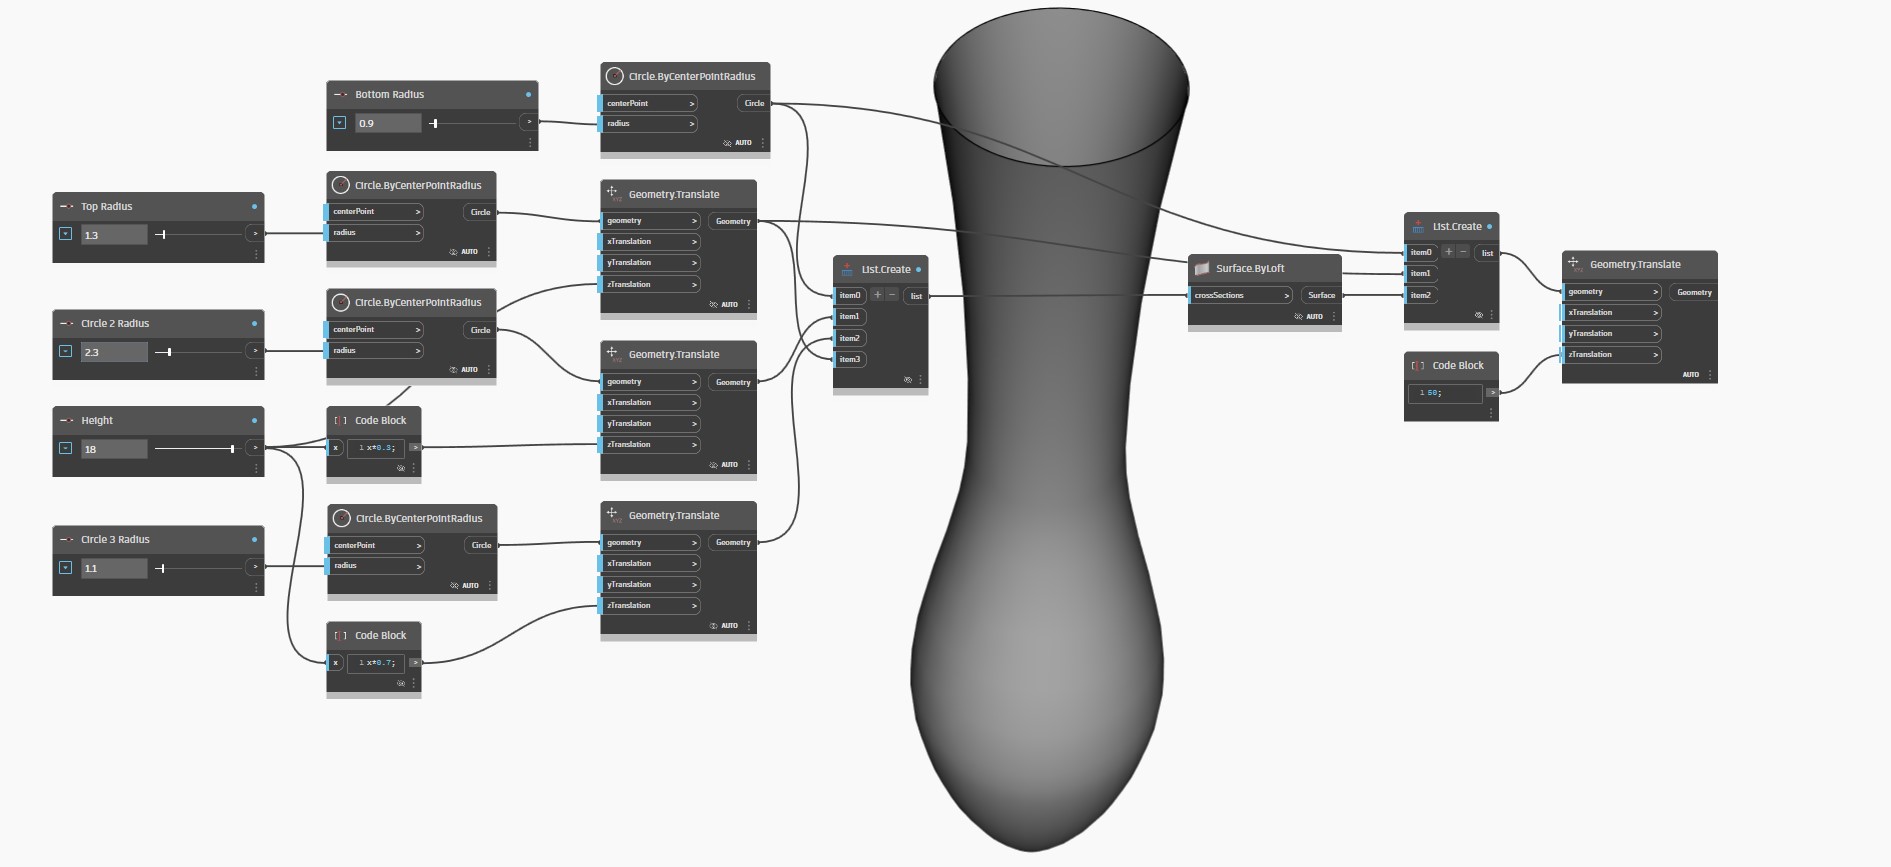 Bottom Radius
0.9
>
Circle.ByCenterPointRadius
centerPoint >
Circle
radius >
AUTO
Top Radius
1.3
>
Circle.ByCenterPointRadius
centerPoint >
Circle
radius >
AUTO
Geometry.Translate
geometry >
Geometry
xTranslation >
yTranslation >
zTranslation >
AUTO
Circle 2 Radius
2.3
>
Circle.ByCenterPointRadius
centerPoint >
Circle
radius >
AUTO
Geometry.Translate
geometry >
Geometry
xTranslation >
yTranslation >
zTranslation >
AUTO
Height
18
>
Code Block
x
1 x*0.3;
>
Circle 3 Radius
1.1
>
Circle.ByCenterPointRadius
centerPoint >
Circle
radius >
AUTO
Geometry.Translate
geometry >
Geometry
xTranslation >
yTranslation >
zTranslation >
AUTO
Code Block
x
1 x*0.7;
>
List.Create
item0 + - list
item1
item2
item3
Surface.ByLoft
crossSections >
Surface
AUTO
List.Create
item0 + - list
item1
item2
Code Block
1 50;
>
Geometry.Translate
geometry >
Geometry
xTranslation >
yTranslation >
zTranslation >
AUTO